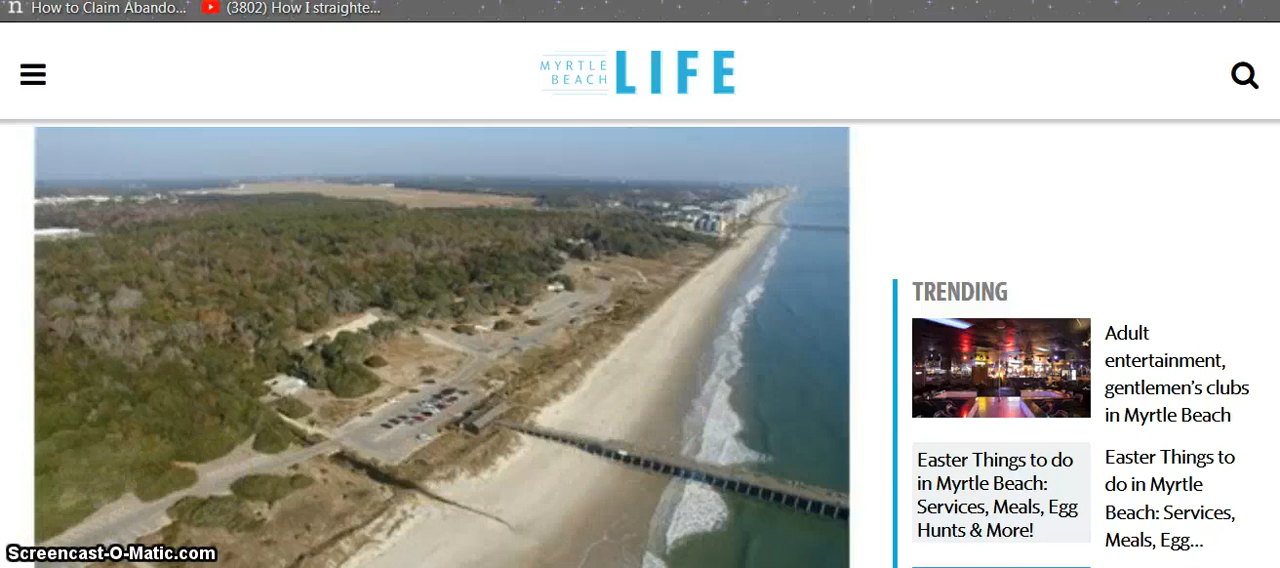 How to Claim Abando...
(3802) How I straighte...
MYRTLE
BEACH
LIFE
TRENDING
Adult
entertainment,
gentlemen's clubs
in Myrtle Beach
Easter Things to do
in Myrtle Beach:
Services, Meals, Egg
Hunts & More!
Easter Things to
do in Myrtle
Beach: Services,
Meals, Egg...
Screencast-O-Matic.com